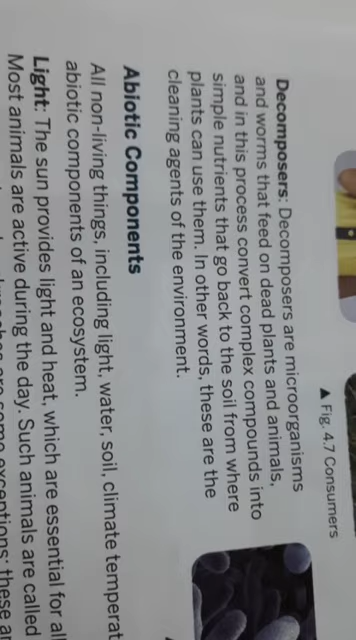 ▲ Fig. 4.7 Consumers
Decomposers: Decomposers are microorganisms
and worms that feed on dead plants and animals,
and in this process convert complex compounds into
simple nutrients that go back to the soil from where
plants can use them. In other words, these are the
cleaning agents of the environment.
Abiotic Components
All non-living things, including light, water, soil, climate temperat
abiotic components of an ecosystem.
Light: The sun provides light and heat, which are essential for all
Most animals are active during the day. Such animals are called
are some exceptions; these